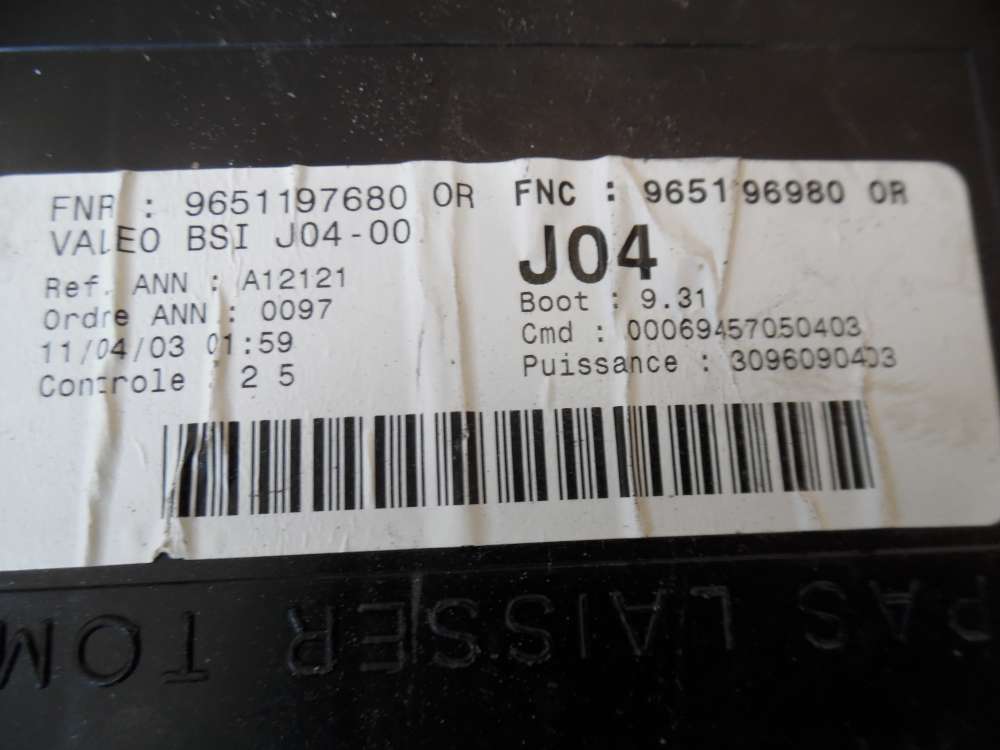 FNR : 9651197680 OR
FNC : 9651196980 OR
VALEO BSI J04-00
J04
Ref. ANN : A12121
Ordre ANN : 0097
11/04/03 01:59
Controle : 2 5
Boot : 9.31
Cmd : 00069457050403
Puissance : 3096090403
PAS LAISSER TOM